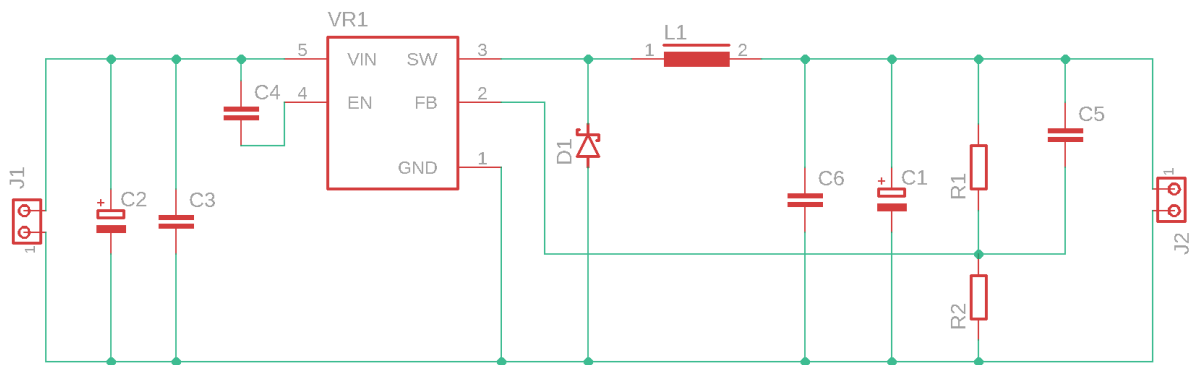 VR1
L1
5 VIN SW 3
1 2
C4
4 EN FB 2
C5
D1
GND 1
J1
C2
C3
C6
C1
R1
1
+
+
1
J2
R2